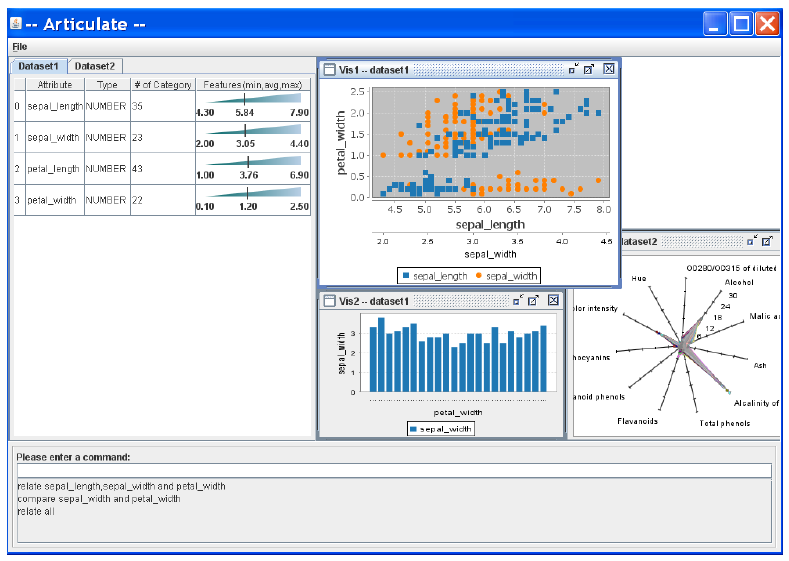 -- Articulate --
File
Dataset1 Dataset2
Attribute Type # of Category Features(min,avg,max)
0 sepal_length NUMBER 35
4.30 5.84 7.90
1 sepal_width NUMBER 23
2.00 3.05 4.40
2 petal_length NUMBER 43
1.00 3.76 6.90
3 petal_width NUMBER 22
0.10 1.20 2.50
Vis1 -- dataset1
petal_width
2.5
2.0
1.5
1.0
0.5
0.0
4.5 5.0 5.5 6.0 6.5 7.0 7.5 8.0
sepal_length
2.0 2.5 3.0 3.5 4.0 4.5
sepal_width
sepal_length sepal_width
Vis2 -- dataset1
sepal_width
3
2
1
0
petal_width
sepal_width
dataset2
OD280/OD315 of diluted
Hue
Alcohol
30
24
18
12
6
olor intensity
Malic a
hocyanins
Ash
anoid phenols
Alcalinity of
Flavanoids
Total phenols
Please enter a command:
relate sepal_length,sepal_width and petal_width
compare sepal_width and petal_width
relate all